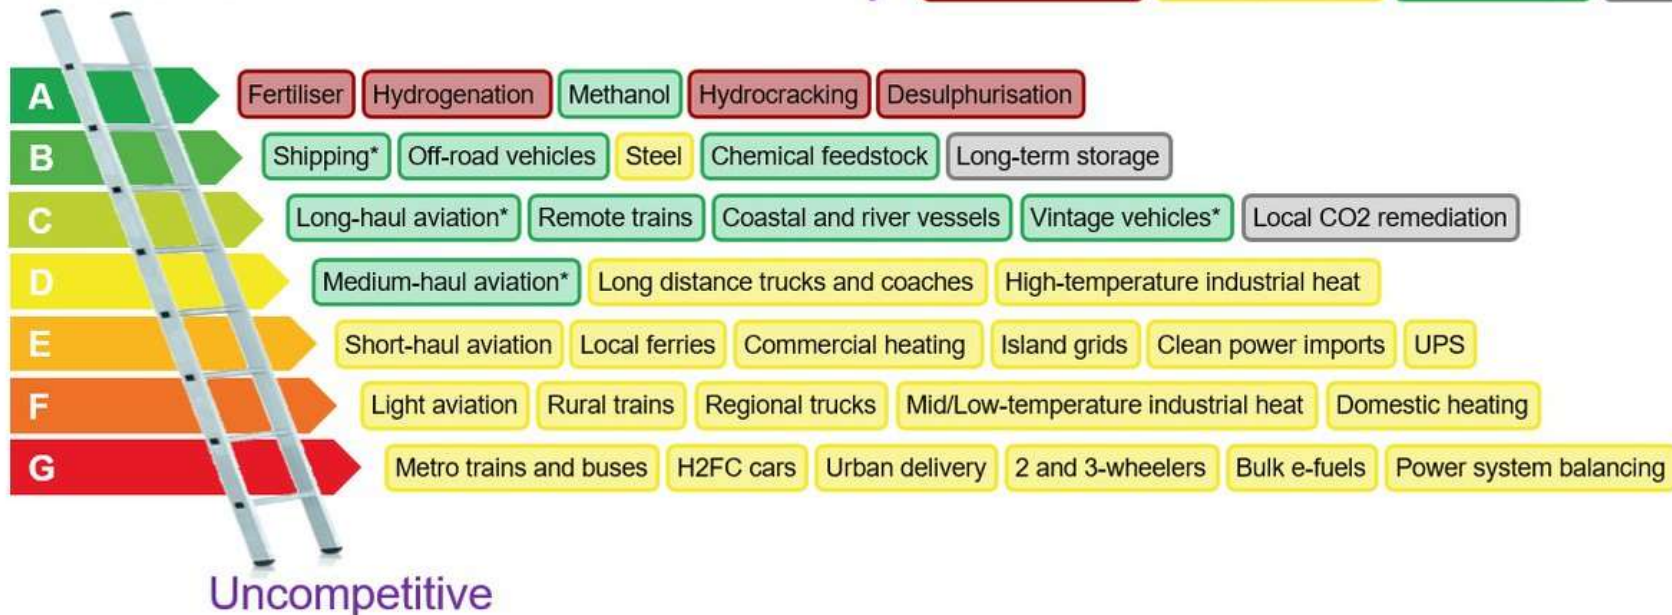 A Fertiliser Hydrogenation Methanol Hydrocracking Desulphurisation
B Shipping* Off-road vehicles Steel Chemical feedstock Long-term storage
C Long-haul aviation* Remote trains Coastal and river vessels Vintage vehicles* Local CO2 remediation
D Medium-haul aviation* Long distance trucks and coaches High-temperature industrial heat
E Short-haul aviation Local ferries Commercial heating Island grids Clean power imports UPS
F Light aviation Rural trains Regional trucks Mid/Low-temperature industrial heat Domestic heating
G Metro trains and buses H2FC cars Urban delivery 2 and 3-wheelers Bulk e-fuels Power system balancing
Uncompetitive